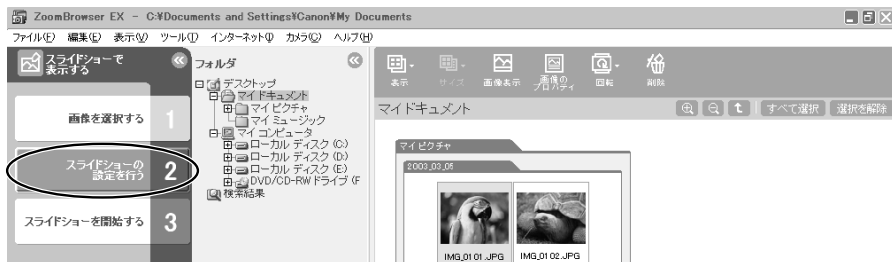 ZoomBrowser EX - C:¥Documents and Settings¥Canon¥My Documents
ファイル(F) 編集(E) 表示(V) ツール(T) インターネット(I) カメラ(C) ヘルプ(H)
スライドショーで
表示する
画像を選択する 1
スライドショーの
設定を行う 2
スライドショーを開始する 3
フォルダ
デスクトップ
マイ ドキュメント
マイ ピクチャ
マイ ミュージック
マイ コンピュータ
ローカル ディスク (C:)
ローカル ディスク (D:)
ローカル ディスク (E:)
DVD/CD-RW ドライブ (F
検索結果
表示 サイズ 画像表示 画像の
プロパティ 回転 削除
マイ ドキュメント
すべて選択 選択を解除
マイ ピクチャ
2003_03_05
IMG_0101.JPG IMG_0102.JPG